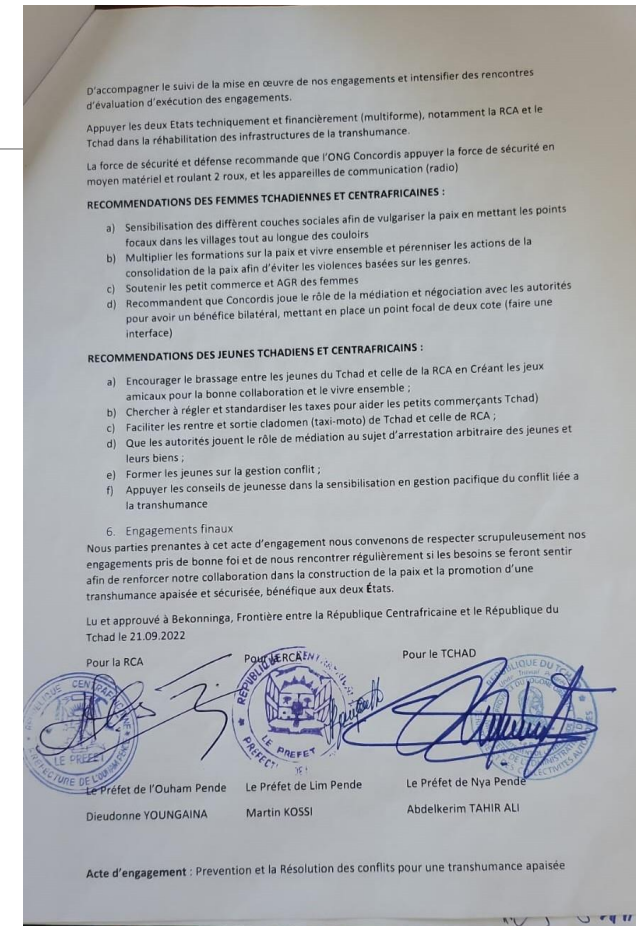 D'accompagner le suivi de la mise en œuvre de nos engagements et intensifier des rencontres
d'évaluation d'exécution des engagements.
Appuyer les deux Etats techniquement et financièrement (multiforme), notamment la RCA et le
Tchad dans la réhabilitation des infrastructures de la transhumance.
La force de sécurité et défense recommande que l'ONG Concordis appuyer la force de sécurité en
moyen matériel et roulant 2 roux, et les appareilles de communication (radio)
RECOMMENDATIONS DES FEMMES TCHADIENNES ET CENTRAFRICAINES :
a) Sensibilisation des différent couches sociales afin de vulgariser la paix en mettant les points
focaux dans les villages tout au longue des couloirs
b) Multiplier les formations sur la paix et vivre ensemble et pérenniser les actions de la
consolidation de la paix afin d'éviter les violences basées sur les genres.
c) Soutenir les petit commerce et AGR des femmes
d) Recommandent que Concordis joue le rôle de la médiation et négociation avec les autorités
pour avoir un bénéfice bilatéral, mettant en place un point focal de deux cote (faire une
interface)
RECOMMENDATIONS DES JEUNES TCHADIENS ET CENTRAFRICAINS :
a) Encourager le brassage entre les jeunes du Tchad et celle de la RCA en Créant les jeux
amicaux pour la bonne collaboration et le vivre ensemble ;
b) Chercher à régler et standardiser les taxes pour aider les petits commerçants Tchad)
c) Faciliter les rentre et sortie cladomen (taxi-moto) de Tchad et celle de RCA ;
d) Que les autorités jouent le rôle de médiation au sujet d'arrestation arbitraire des jeunes et
leurs biens ;
e) Former les jeunes sur la gestion conflit ;
f) Appuyer les conseils de jeunesse dans la sensibilisation en gestion pacifique du conflit liée a
la transhumance
6. Engagements finaux
Nous parties prenantes à cet acte d'engagement nous convenons de respecter scrupuleusement nos
engagements pris de bonne foi et de nous rencontrer régulièrement si les besoins se feront sentir
afin de renforcer notre collaboration dans la construction de la paix et la promotion d'une
transhumance apaisée et sécurisée, bénéfique aux deux États.
Lu et approuvé à Bekonninga, Frontière entre la République Centrafricaine et le République du
Tchad le 21.09.2022
Pour la RCA Pour la RCA Pour le TCHAD
LE PREFET
LE PREFET
Le Préfet de l'Ouham Pende Le Préfet de Lim Pende Le Préfet de Nya Pende
Dieudonne YOUNGAINA Martin KOSSI Abdelkerim TAHIR ALI
Acte d'engagement : Prevention et la Résolution des conflits pour une transhumance apaisée